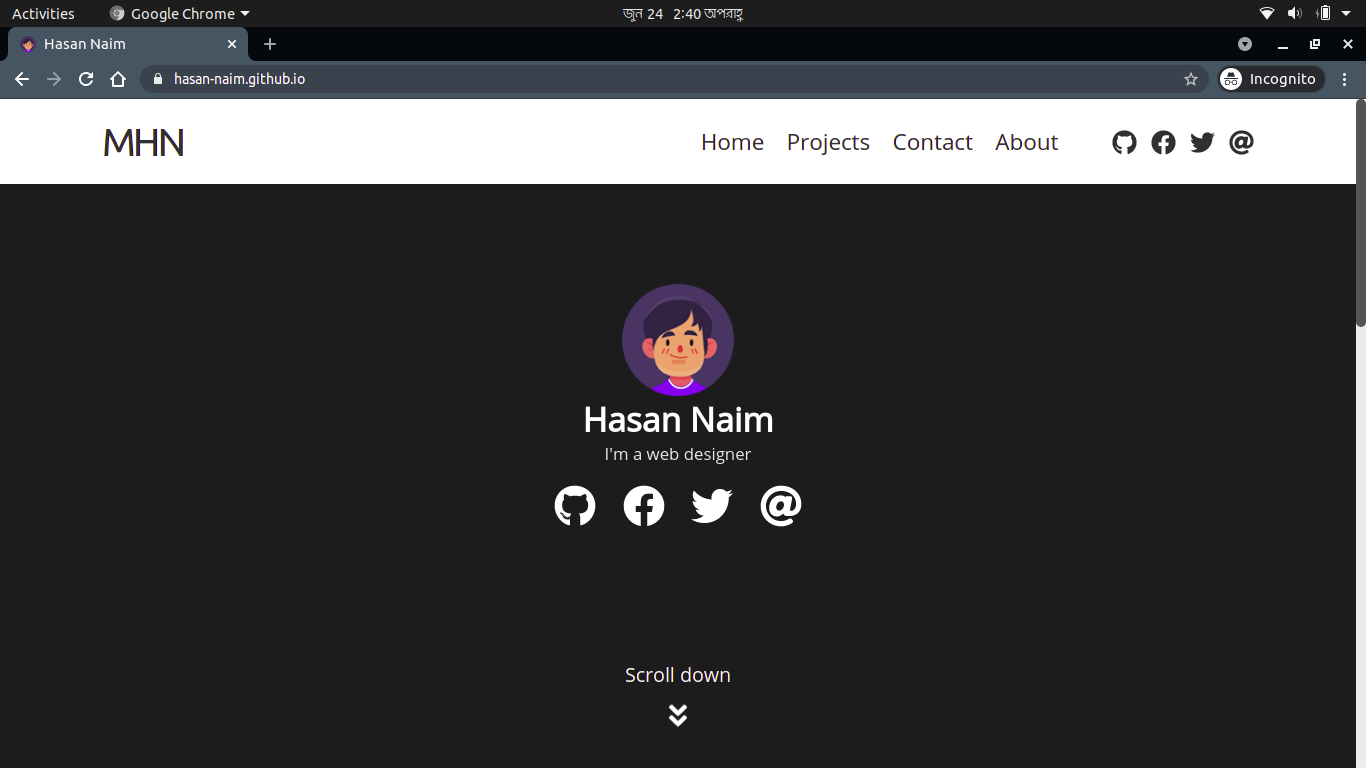 Activities Google Chrome জুন 24 2:40 অপরাহ্ণ
Hasan Naim
hasan-naim.github.io Incognito
MHN Home Projects Contact About
Hasan Naim
I'm a web designer
Scroll down